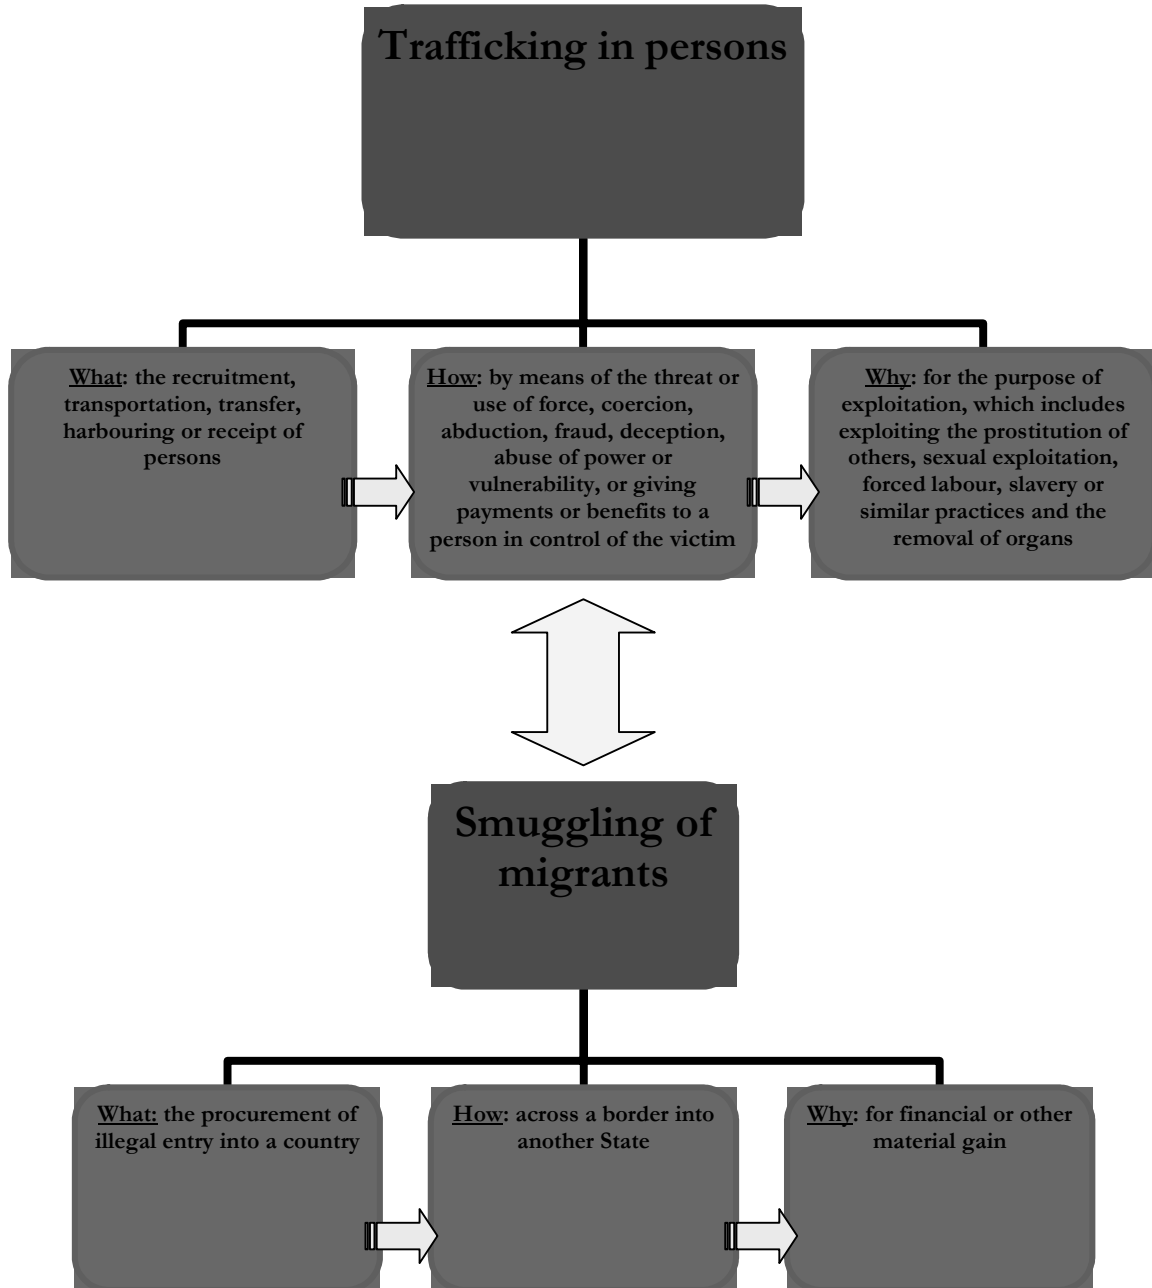 Trafficking in persons
What: the recruitment,
transportation, transfer,
harbouring or receipt of
persons
How: by means of the threat or
use of force, coercion,
abduction, fraud, deception,
abuse of power or
vulnerability, or giving
payments or benefits to a
person in control of the victim
Why: for the purpose of
exploitation, which includes
exploiting the prostitution of
others, sexual exploitation,
forced labour, slavery or
similar practices and the
removal of organs
Smuggling of
migrants
What: the procurement of
illegal entry into a country
How: across a border into
another State
Why: for financial or other
material gain